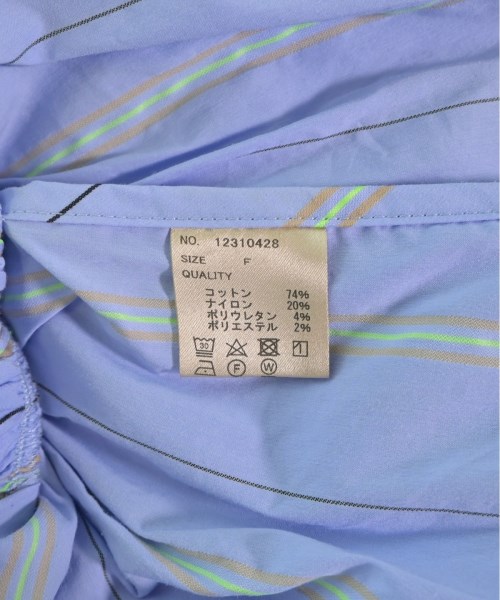 NO. 12310428
SIZE F
QUALITY
コットン 74%
ナイロン 20%
ポリウレタン 4%
ポリエステル 2%
30
F W